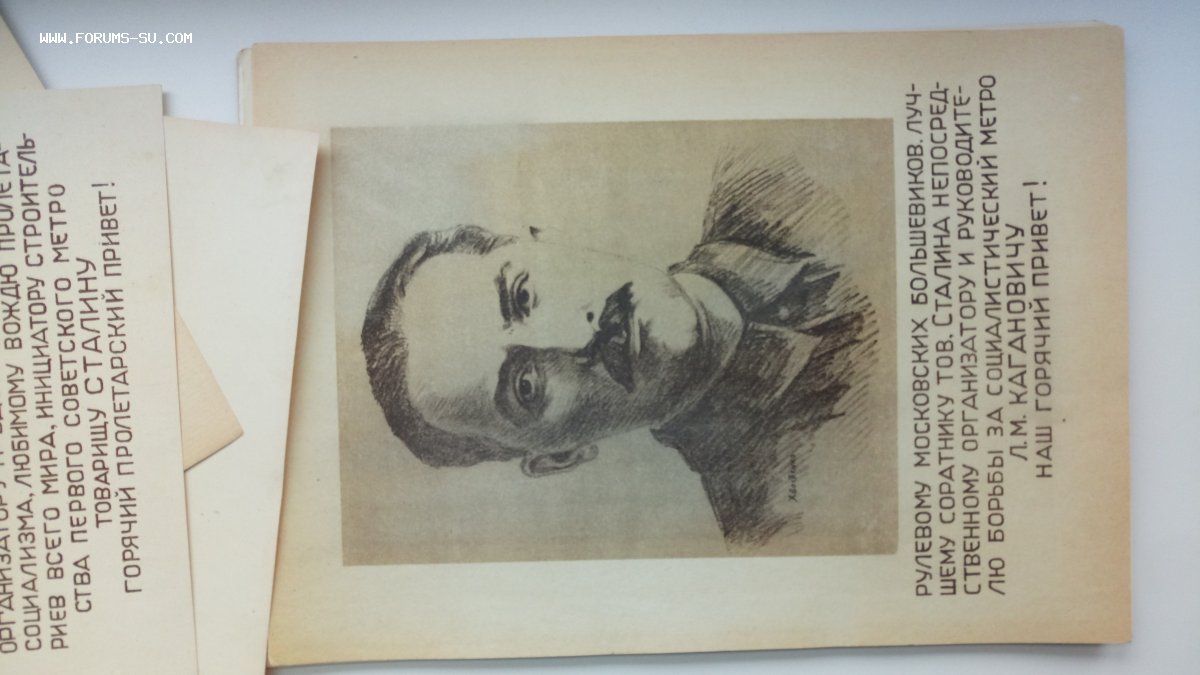 WWW.FORUMS-SU.COM
СОЦИАЛИЗМА, ЛЮБИМОМУ ВОЖДЮ ПРОЛЕТА-
РИЕВ ВСЕГО МИРА, ИНИЦИАТОРУ СТРОИТЕЛЬ-
СТВА ПЕРВОГО СОВЕТСКОГО МЕТРО
ТОВАРИЩУ СТАЛИНУ
ГОРЯЧИЙ ПРОЛЕТАРСКИЙ ПРИВЕТ!
РУЛЕВОМУ МОСКОВСКИХ БОЛЬШЕВИКОВ. ЛУЧ-
ШЕМУ СОРАТНИКУ ТОВ. СТАЛИНА НЕПОСРЕД-
СТВЕННОМУ ОРГАНИЗАТОРУ И РУКОВОДИТЕ-
ЛЮ БОРЬБЫ ЗА СОЦИАЛИСТИЧЕСКИЙ МЕТРО
Л.М. КАГАНОВИЧУ
НАШ ГОРЯЧИЙ ПРИВЕТ!